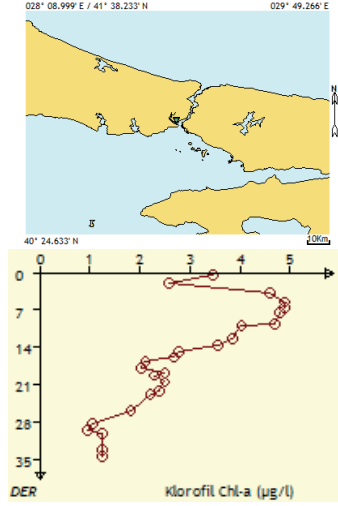 028° 08.999' E / 41° 38.233' N 029° 49.266' E
N
40° 24.633' N 10Km
0 1 2 3 4 5
0
7
14
21
28
35
DER Klorofil Chl-a (µg/l)